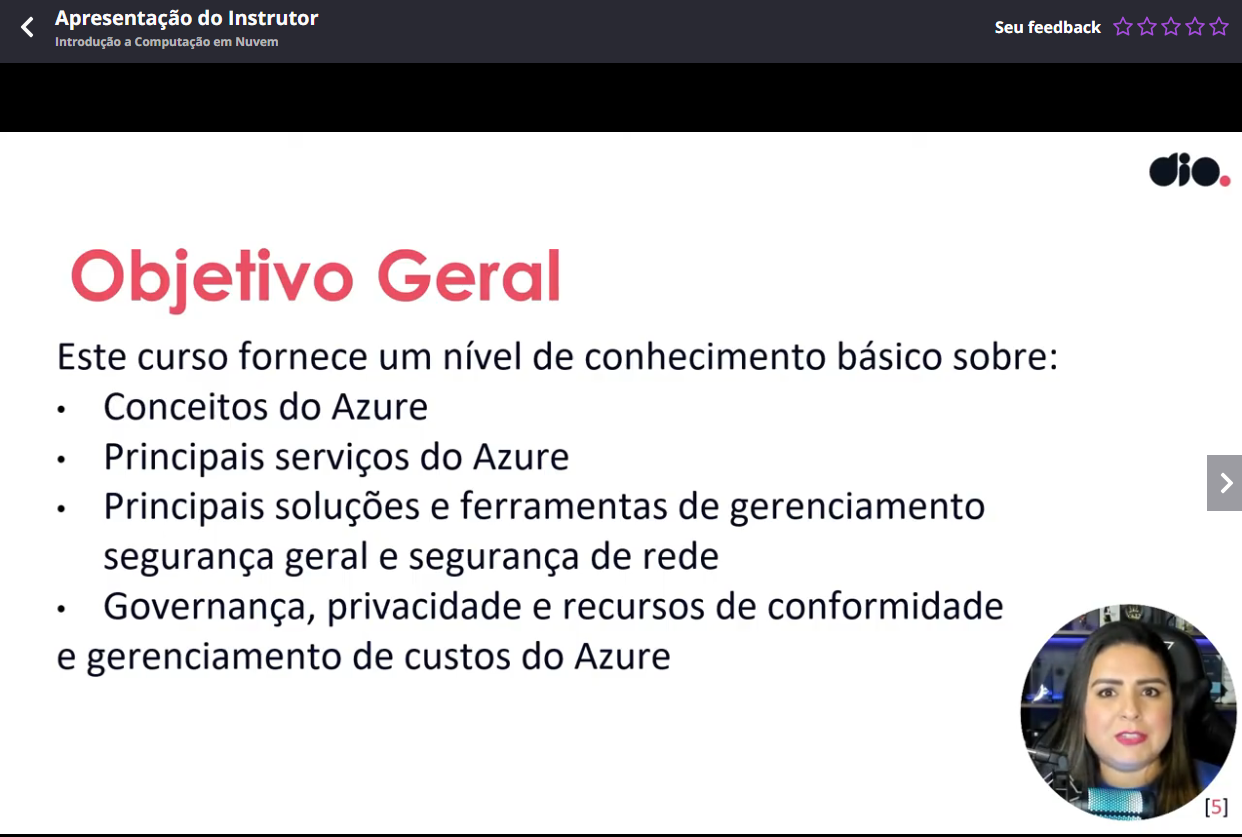 Apresentação do Instrutor
Introdução a Computação em Nuvem
Seu feedback
dio.
Objetivo Geral
Este curso fornece um nível de conhecimento básico sobre:
• Conceitos do Azure
• Principais serviços do Azure
• Principais soluções e ferramentas de gerenciamento
segurança geral e segurança de rede
• Governança, privacidade e recursos de conformidade
e gerenciamento de custos do Azure
[5]